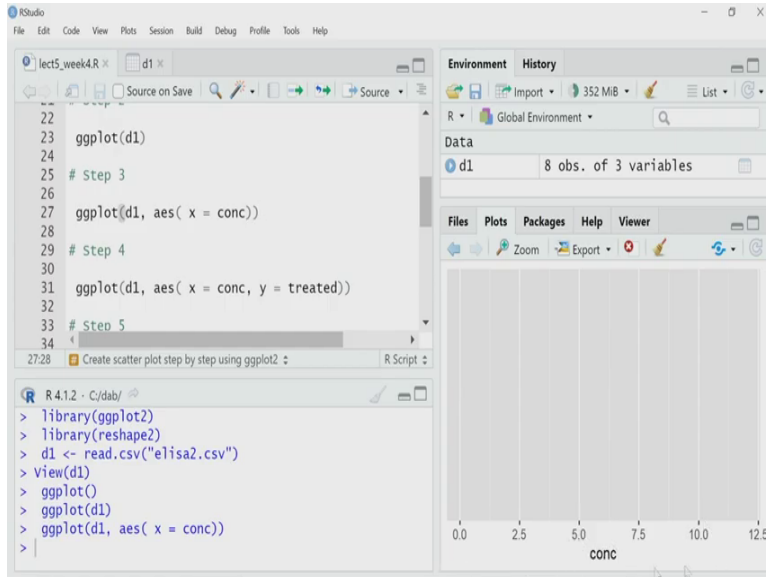 RStudio
File Edit Code View Plots Session Build Debug Profile Tools Help
lect5_week4.R × d1 ×
Source on Save Source
21 # Step 2
22
23 ggplot(d1)
24
25 # Step 3
26
27 ggplot(d1, aes( x = conc))
28
29 # Step 4
30
31 ggplot(d1, aes( x = conc, y = treated))
32
33 # Step 5
34
27:28 Create scatter plot step by step using ggplot2 R Script
R 4.1.2 · C:/dab/
> library(ggplot2)
> library(reshape2)
> d1 <- read.csv("elisa2.csv")
> View(d1)
> ggplot()
> ggplot(d1)
> ggplot(d1, aes( x = conc))
>
Environment History
Import 352 MiB List
R Global Environment
Data
d1 8 obs. of 3 variables
Files Plots Packages Help Viewer
Zoom Export
0.0 2.5 5.0 7.5 10.0 12.5
conc